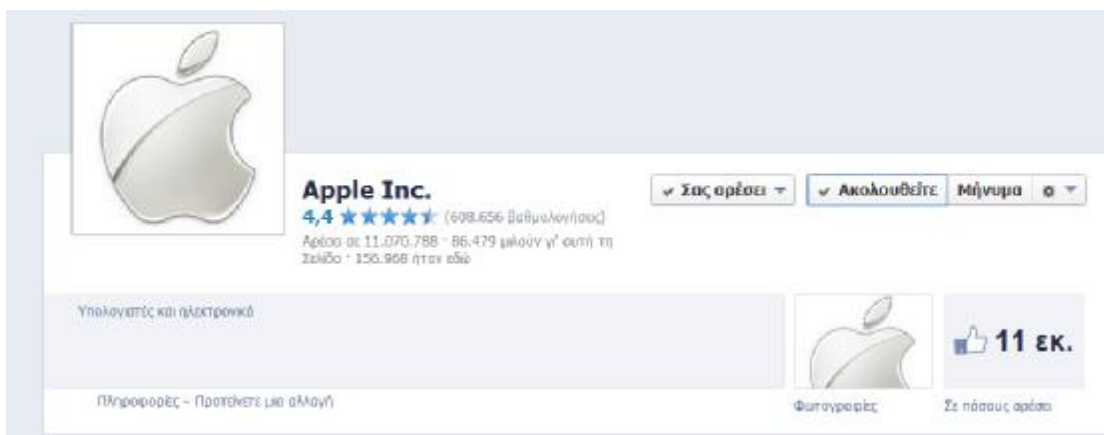 Apple Inc.
✓ Σας αρέσει
✓ Ακολουθείτε
Μήνυμα
4,4 (608.656 βαθμολογήσεις)
Αρέσει σε 11.070.788 · 86.479 μιλούν γι' αυτή τη
Σελίδα · 156.968 ήταν εδώ
Υπολογιστές και ηλεκτρονικά
11 εκ.
Πληροφορίες – Προτείνετε μια αλλαγή
Φωτογραφίες
Σε πόσους αρέσει